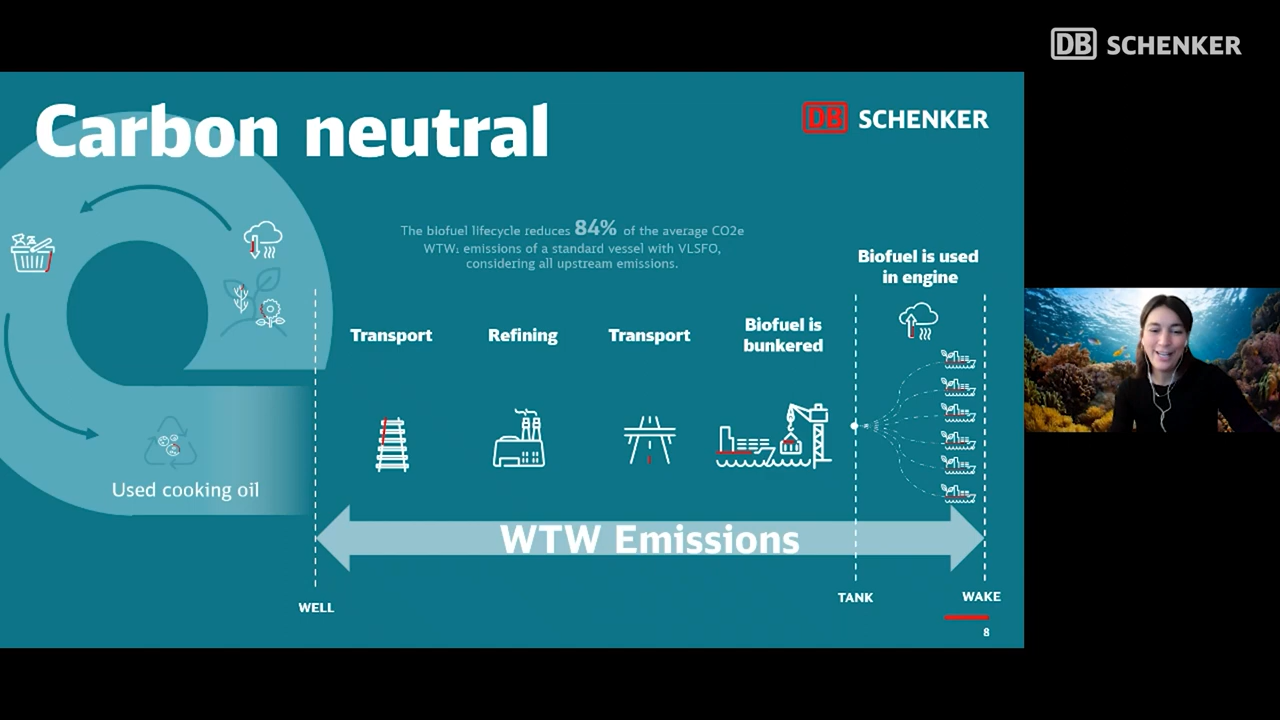 DB SCHENKER
Carbon neutral
DB SCHENKER
The biofuel lifecycle reduces 84% of the average CO2e
WTW₁ emissions of a standard vessel with VLSFO,
considering all upstream emissions.
Biofuel is used
in engine
Transport
Refining
Transport
Biofuel is
bunkered
Used cooking oil
WTW Emissions
WELL
TANK
WAKE
8